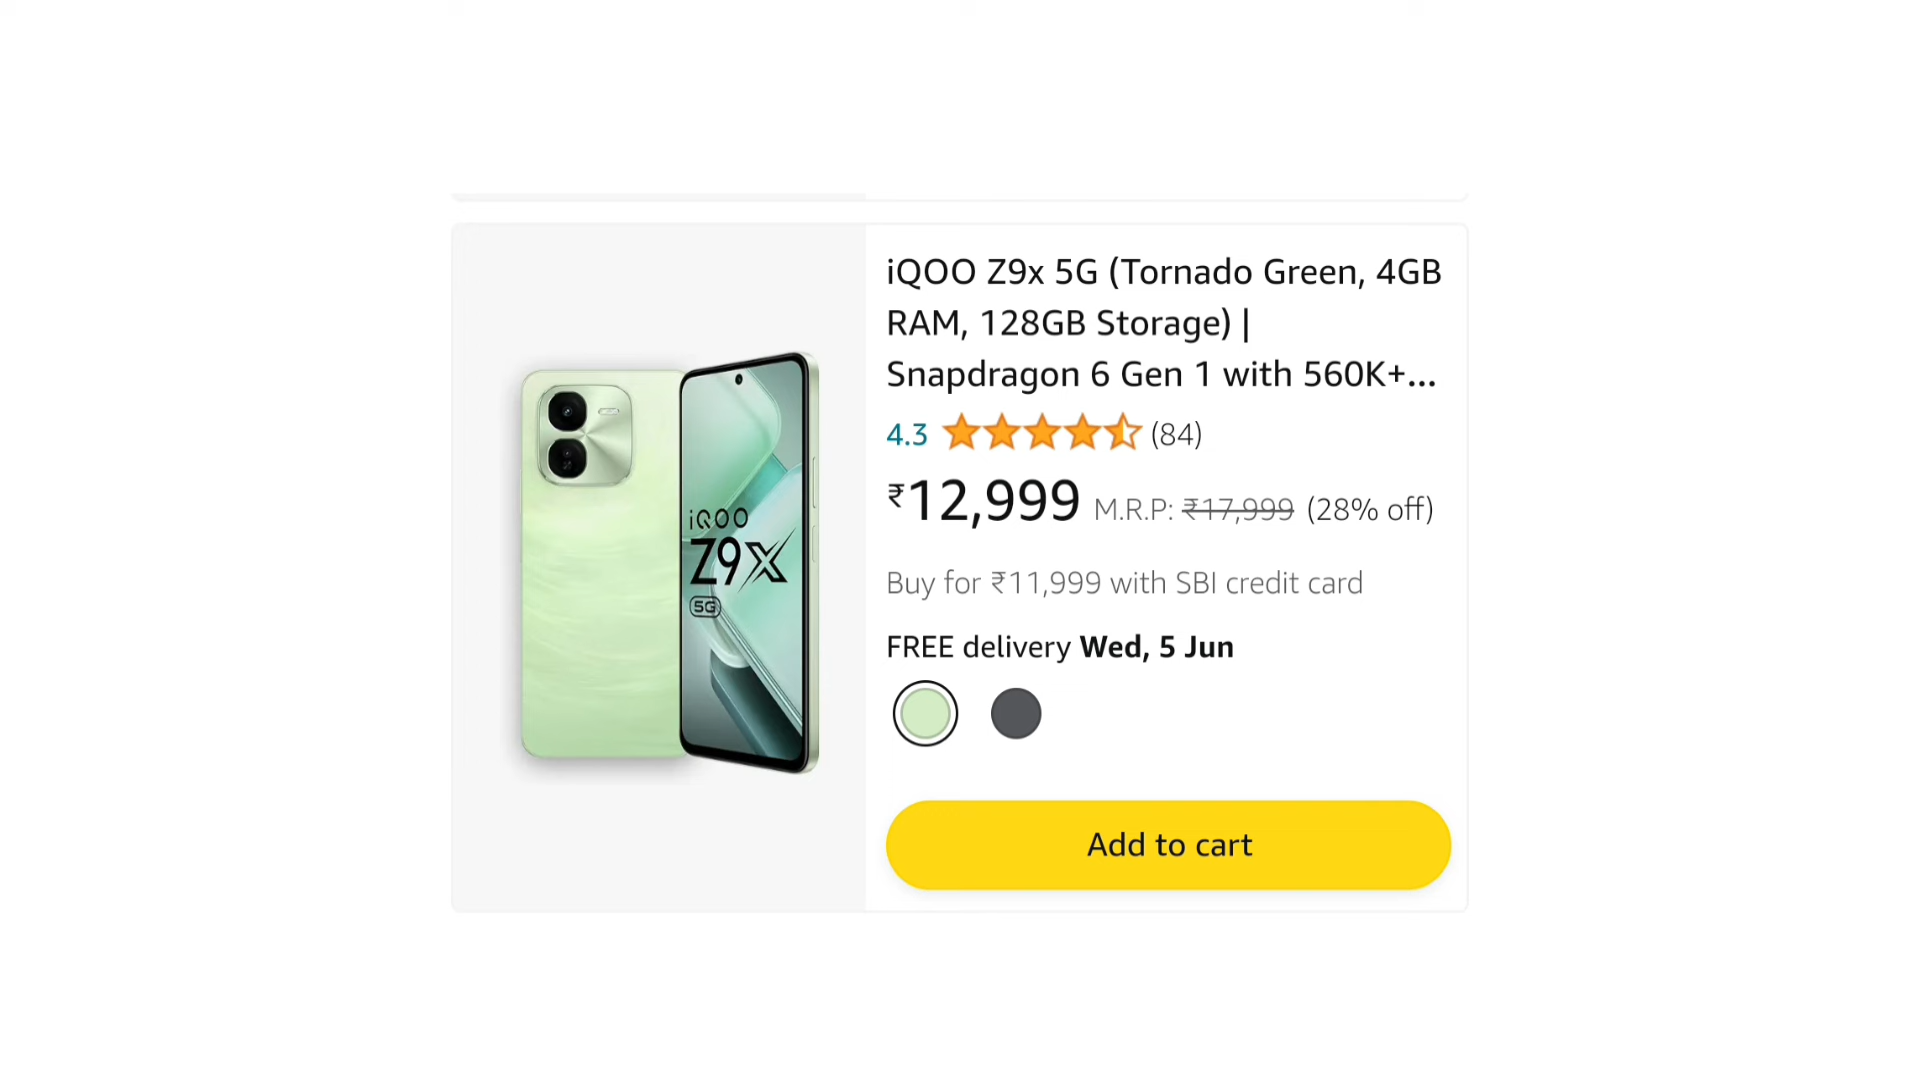 iQOO
Z9X
5G
iQOO Z9x 5G (Tornado Green, 4GB
RAM, 128GB Storage) |
Snapdragon 6 Gen 1 with 560K+...
4.3 (84)
₹12,999 M.R.P: ₹17,999 (28% off)
Buy for ₹11,999 with SBI credit card
FREE delivery Wed, 5 Jun
Add to cart